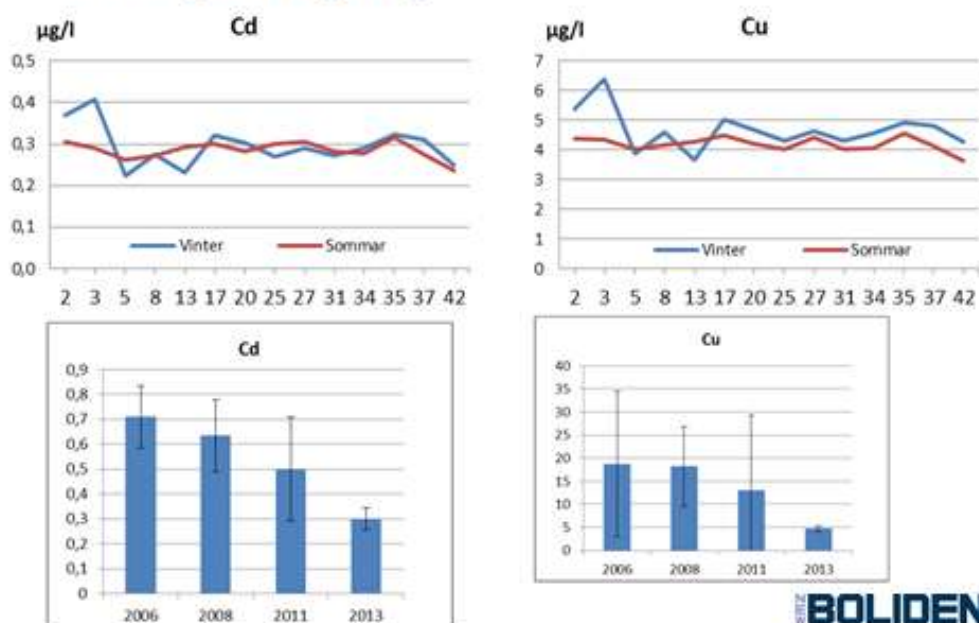 µg/l
Cd
0,5
0,4
0,3
0,2
0,1
0,0
Vinter
Sommar
2 3 5 8 13 17 20 25 27 31 34 35 37 42
µg/l
Cu
7
6
5
4
3
2
1
0
Vinter
Sommar
2 3 5 8 13 17 20 25 27 31 34 35 37 42
Cd
0,9
0,8
0,7
0,6
0,5
0,4
0,3
0,2
0,1
0
2006 2008 2011 2013
Cu
40
35
30
25
20
15
10
5
0
2006 2008 2011 2013
BOLIDEN